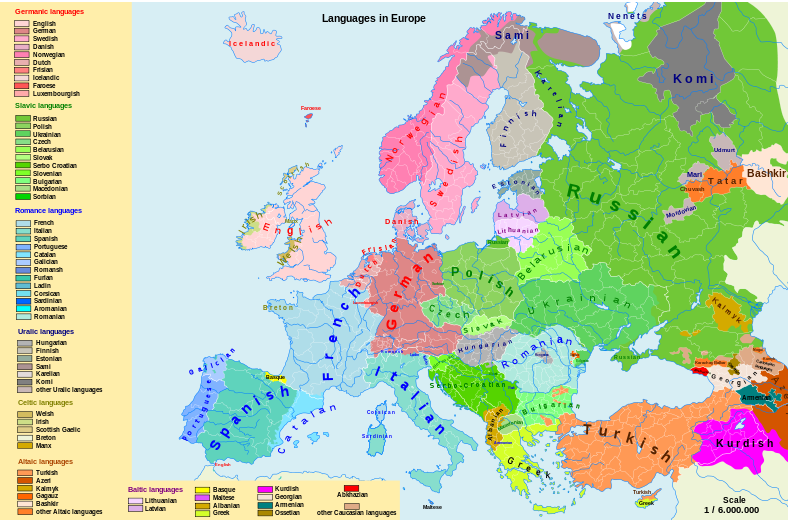 Languages in Europe
Germanic languages
English
German
Swedish
Danish
Norwegian
Dutch
Frisian
Icelandic
Faroese
Luxembourgish
Slavic languages
Russian
Polish
Ukrainian
Czech
Belarusian
Slovak
Serbo Croatian
Slovenian
Bulgarian
Macedonian
Sorbian
Romance languages
French
Italian
Spanish
Portuguese
Catalan
Galician
Romansh
Furlan
Ladin
Corsican
Sardinian
Aromanian
Romanian
Uralic languages
Hungarian
Finnish
Estonian
Sami
Karelian
Komi
other Uralic languages
Celtic languages
Welsh
Irish
Scottish Gaelic
Breton
Manx
Altaic languages
Turkish
Azeri
Kalmyk
Gagauz
Bashkir
other Altaic languages
Baltic languages
Lithuanian
Latvian
Basque
Maltese
Albanian
Greek
Kurdish
Georgian
Armenian
Ossetian
Abkhazian
other Caucasian languages
Icelandic
Faroese
Nenets
Sami
Komi
Karelian
Norwegian
Swedish
Finnish
Udmurt
Mari
Tatar
Bashkir
Chuvash
Mordonian
Estonian
Russian
Latvian
Lithuanian
Danish
Irish
English
Welsh
Frisian
Dutch
German
Polish
Belarusian
Breton
Czech
Ukrainian
Kalmyk
French
Slovak
Hungarian
Romanian
Russian
Galician
Portuguese
Spanish
Basque
Catalan
Italian
Corsican
Sardinian
Serbo-croatian
Bulgarian
Albanian
Georgian
Armenian
Turkish
Kurdish
Greek
English
Maltese
Turkish
Greek
Scale
1 / 6.000.000